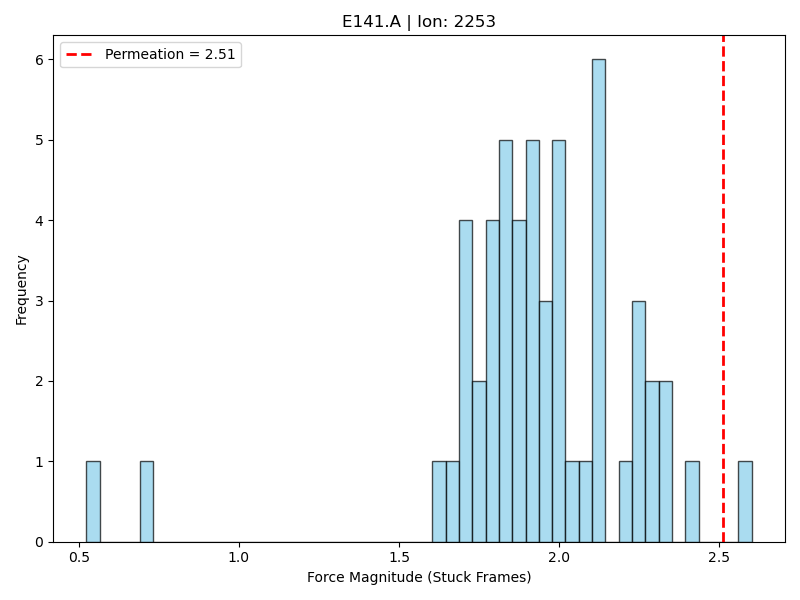 E141.A | Ion: 2253
Permeation = 2.51
Frequency
6
5
4
3
2
1
0
0.5 1.0 1.5 2.0 2.5
Force Magnitude (Stuck Frames)